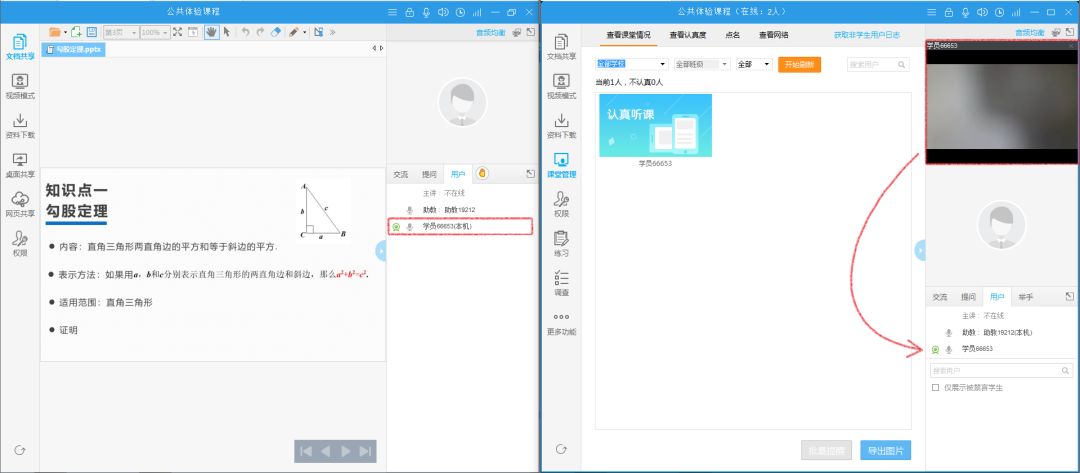 公共体验课程
第3页
100%
音频均衡
文档共享
视频模式
资料下载
桌面共享
网页共享
权限
勾股定理.pptx
知识点一
勾股定理
A
b
c
C
a
B
内容：直角三角形两直角边的平方和等于斜边的平方.
表示方法：如果用a，b和c分别表示直角三角形的两直角边和斜边，那么a²+b²=c².
适用范围：直角三角形
证明
交流
提问
用户
主讲：不在线
助教：助教19212
学员66653(本机)
公共体验课程（在线：2人）
文档共享
视频模式
资料下载
课堂管理
权限
练习
调查
更多功能
查看课堂情况
查看认真度
点名
查看网络
获取非学生用户日志
全部学校
全部班级
全部
开始刷新
搜索用户
当前1人，不认真0人
认真听课
学员66653
批量提醒
导出图片
音频均衡
学员66653
交流
提问
用户
举手
主讲：不在线
助教：助教19212(本机)
学员66653
搜索用户
仅展示被禁言学生